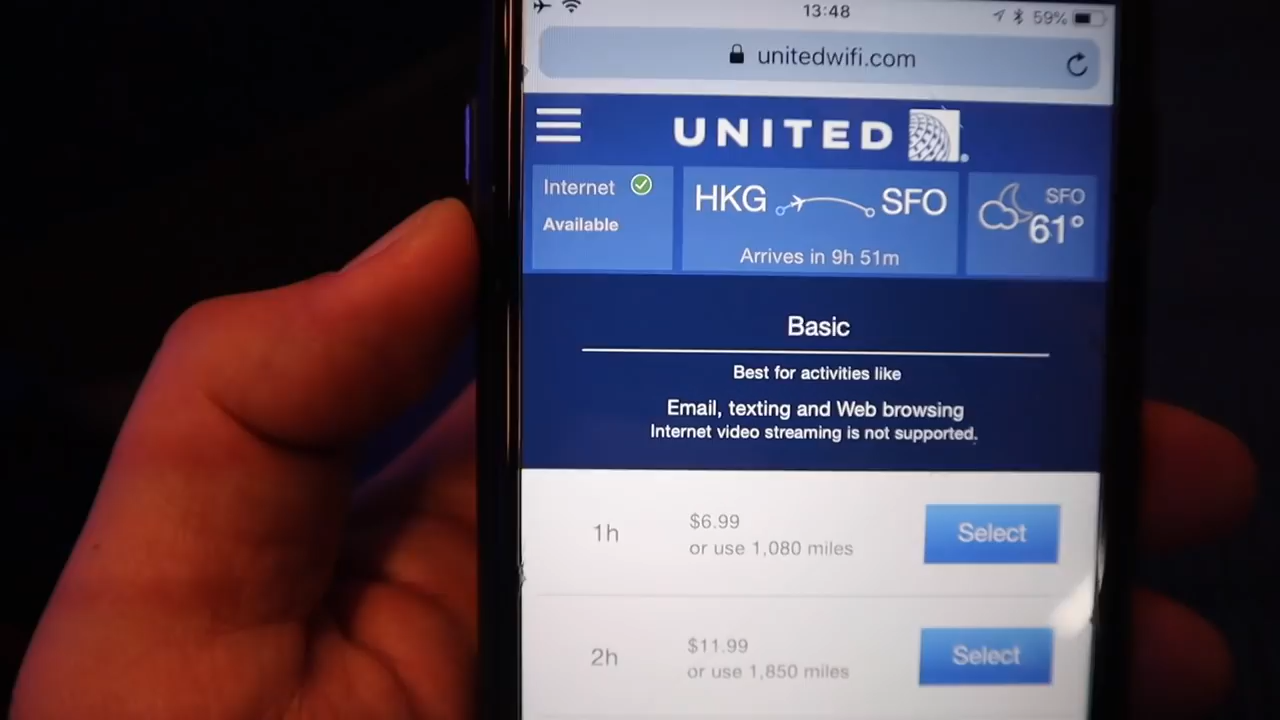 13:48
59%
unitedwifi.com
UNITED
Internet
Available
HKG SFO
Arrives in 9h 51m
SFO
61°
Basic
Best for activities like
Email, texting and Web browsing
Internet video streaming is not supported.
1h
$6.99
or use 1,080 miles
Select
2h
$11.99
or use 1,850 miles
Select